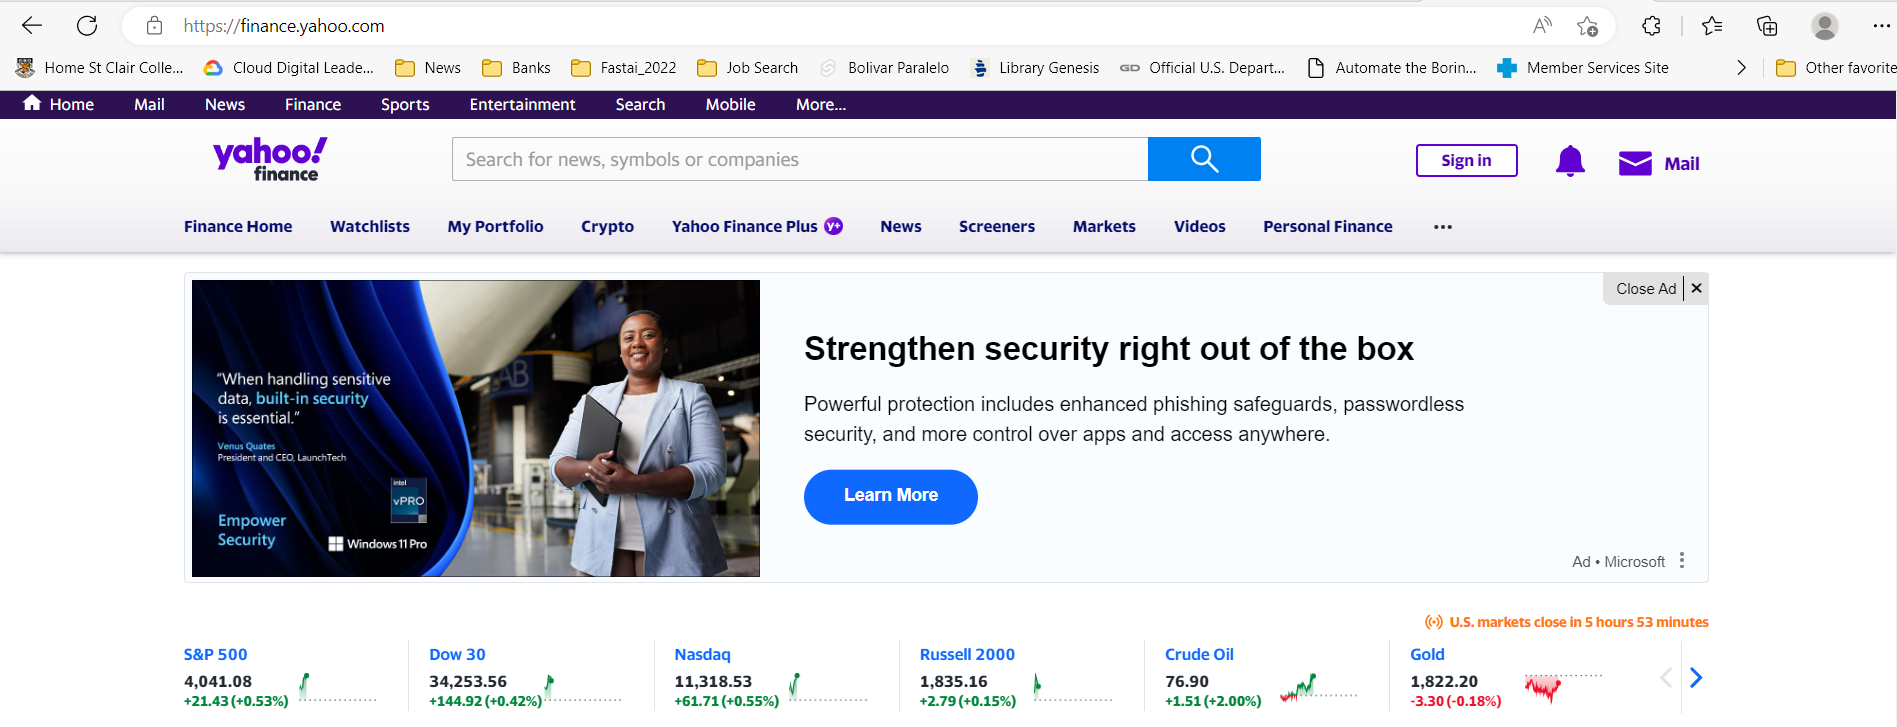 https://finance.yahoo.com
Home St Clair Colle... Cloud Digital Leade... News Banks Fastai_2022 Job Search Bolivar Paralelo Library Genesis GD Official U.S. Depart... Automate the Borin... Member Services Site Other favorite
Home Mail News Finance Sports Entertainment Search Mobile More...
yahoo!
finance
Search for news, symbols or companies
Sign in
Mail
Finance Home Watchlists My Portfolio Crypto Yahoo Finance Plus y+ News Screeners Markets Videos Personal Finance ...
Close Ad ✕
"When handling sensitive
data, built-in security
is essential."
Venus Quates
President and CEO, LaunchTech
intel
vPRO
Empower
Security
Windows 11 Pro
AB
Strengthen security right out of the box
Powerful protection includes enhanced phishing safeguards, passwordless
security, and more control over apps and access anywhere.
Learn More
Ad • Microsoft
U.S. markets close in 5 hours 53 minutes
S&P 500
4,041.08
+21.43 (+0.53%)
Dow 30
34,253.56
+144.92 (+0.42%)
Nasdaq
11,318.53
+61.71 (+0.55%)
Russell 2000
1,835.16
+2.79 (+0.15%)
Crude Oil
76.90
+1.51 (+2.00%)
Gold
1,822.20
-3.30 (-0.18%)